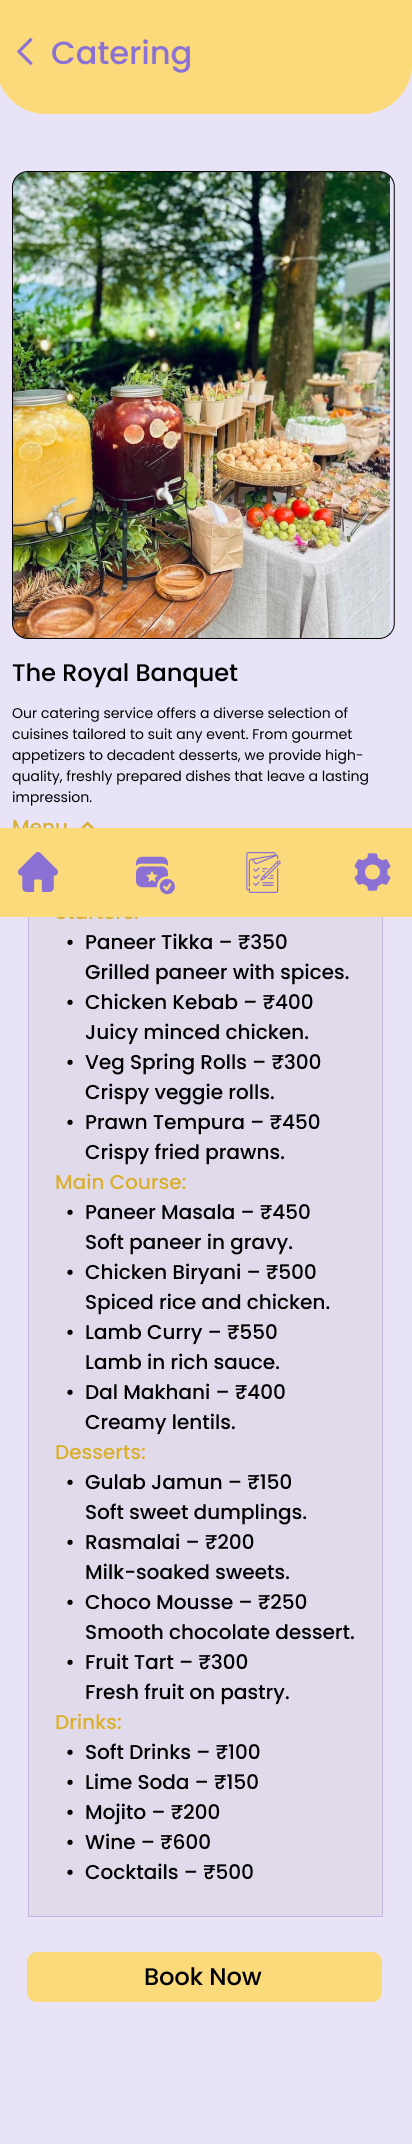 Catering
The Royal Banquet
Our catering service offers a diverse selection of
cuisines tailored to suit any event. From gourmet
appetizers to decadent desserts, we provide high-
quality, freshly prepared dishes that leave a lasting
impression.
Menu
Starters:
• Paneer Tikka – ₹350
Grilled paneer with spices.
• Chicken Kebab – ₹400
Juicy minced chicken.
• Veg Spring Rolls – ₹300
Crispy veggie rolls.
• Prawn Tempura – ₹450
Crispy fried prawns.
Main Course:
• Paneer Masala – ₹450
Soft paneer in gravy.
• Chicken Biryani – ₹500
Spiced rice and chicken.
• Lamb Curry – ₹550
Lamb in rich sauce.
• Dal Makhani – ₹400
Creamy lentils.
Desserts:
• Gulab Jamun – ₹150
Soft sweet dumplings.
• Rasmalai – ₹200
Milk-soaked sweets.
• Choco Mousse – ₹250
Smooth chocolate dessert.
• Fruit Tart – ₹300
Fresh fruit on pastry.
Drinks:
• Soft Drinks – ₹100
• Lime Soda – ₹150
• Mojito – ₹200
• Wine – ₹600
• Cocktails – ₹500
Book Now